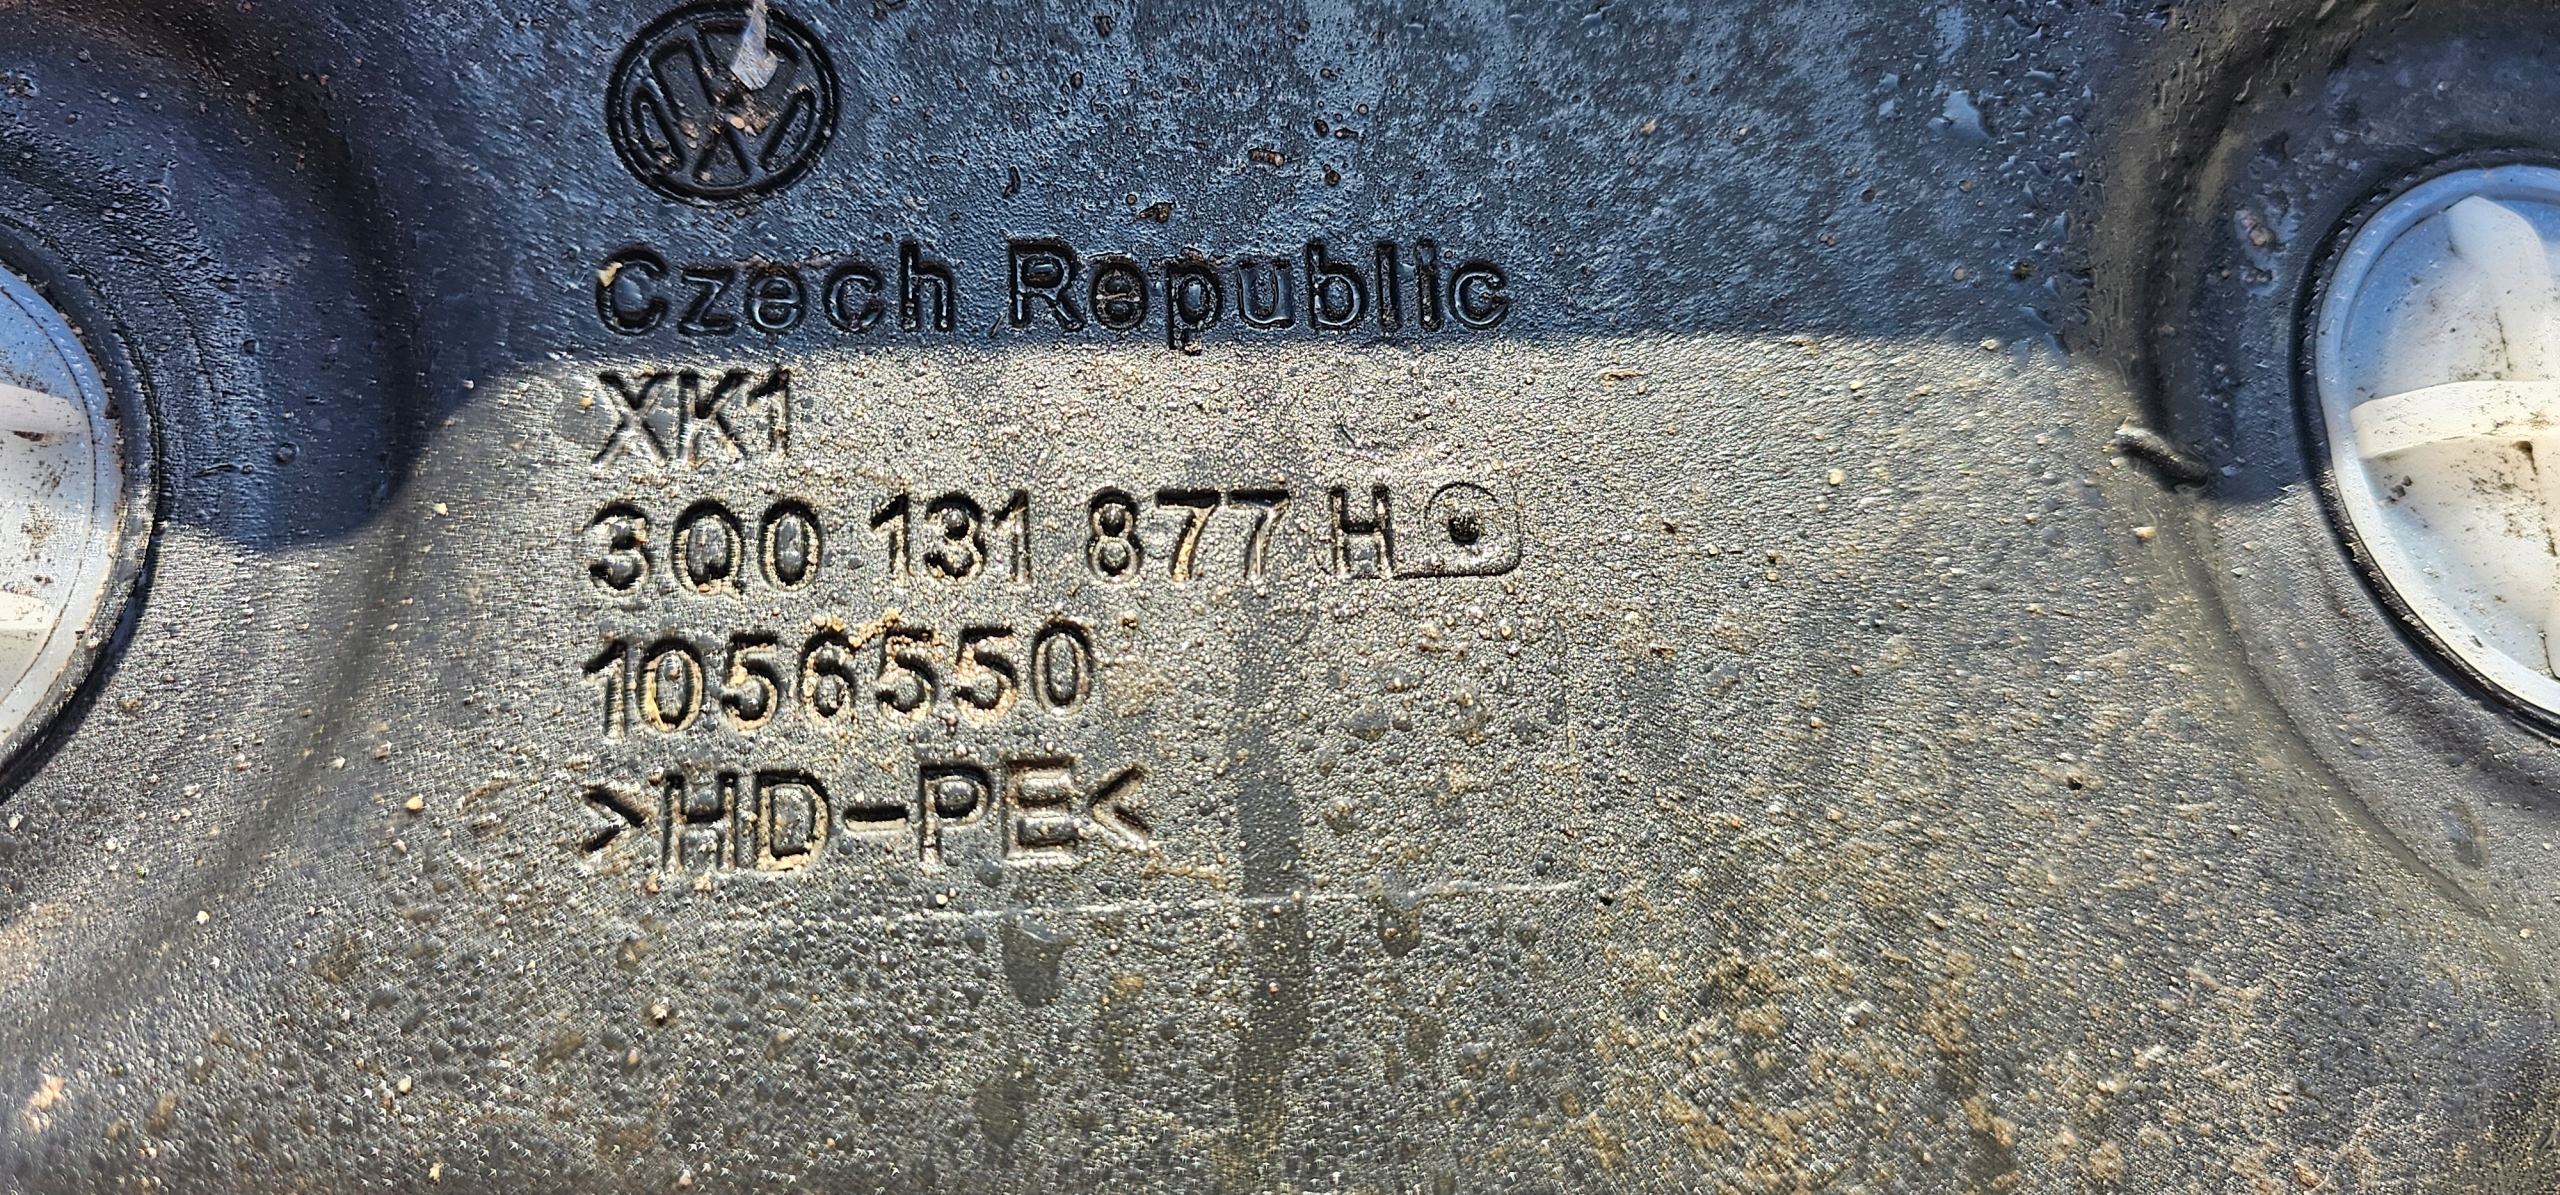 Czech Republic
XK1
3Q0 131 877 H
1056550
>HD-PE<